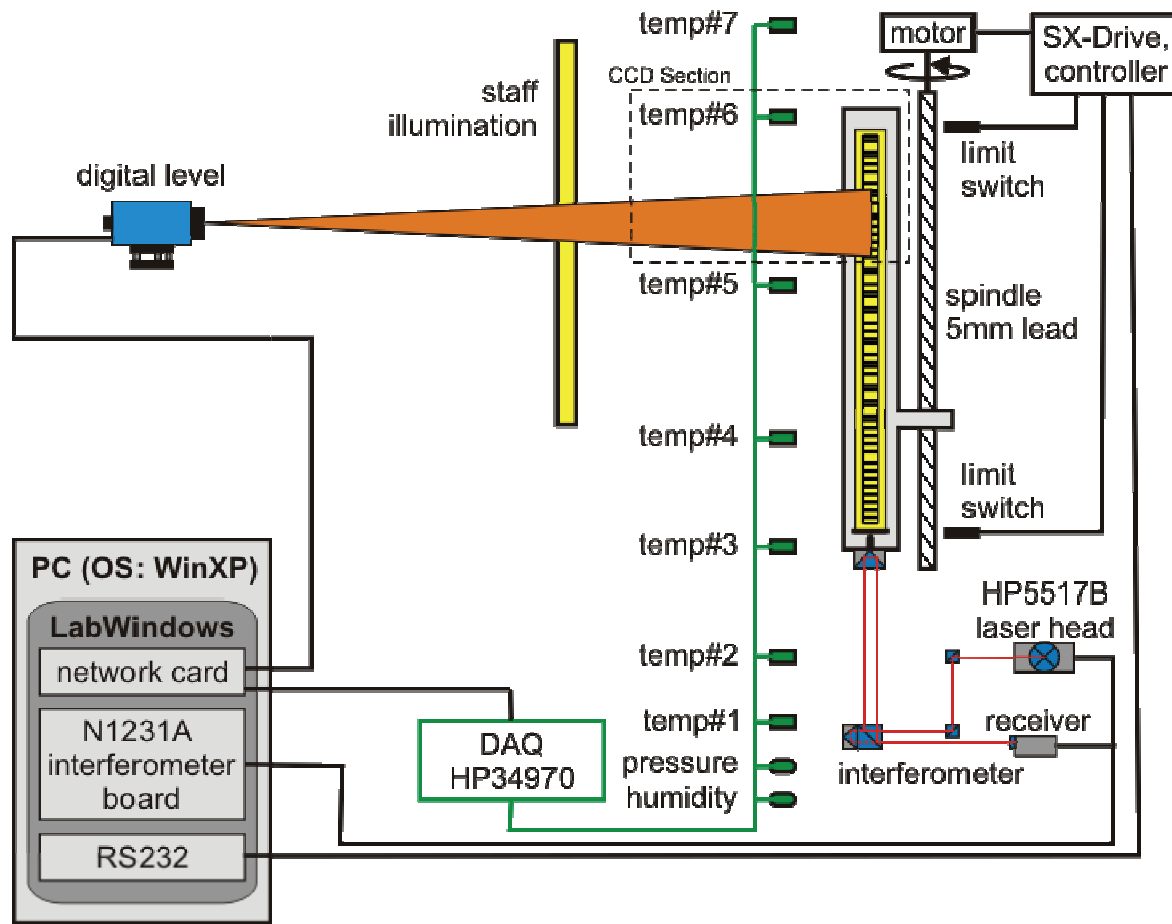 temp#7
motor
SX-Drive,
controller
CCD Section
staff
illumination
temp#6
limit
switch
digital level
temp#5
spindle
5mm lead
temp#4
limit
switch
temp#3
PC (OS: WinXP)
LabWindows
network card
N1231A
interferometer
board
RS232
HP5517B
laser head
temp#2
temp#1
receiver
DAQ
HP34970
pressure
humidity
interferometer